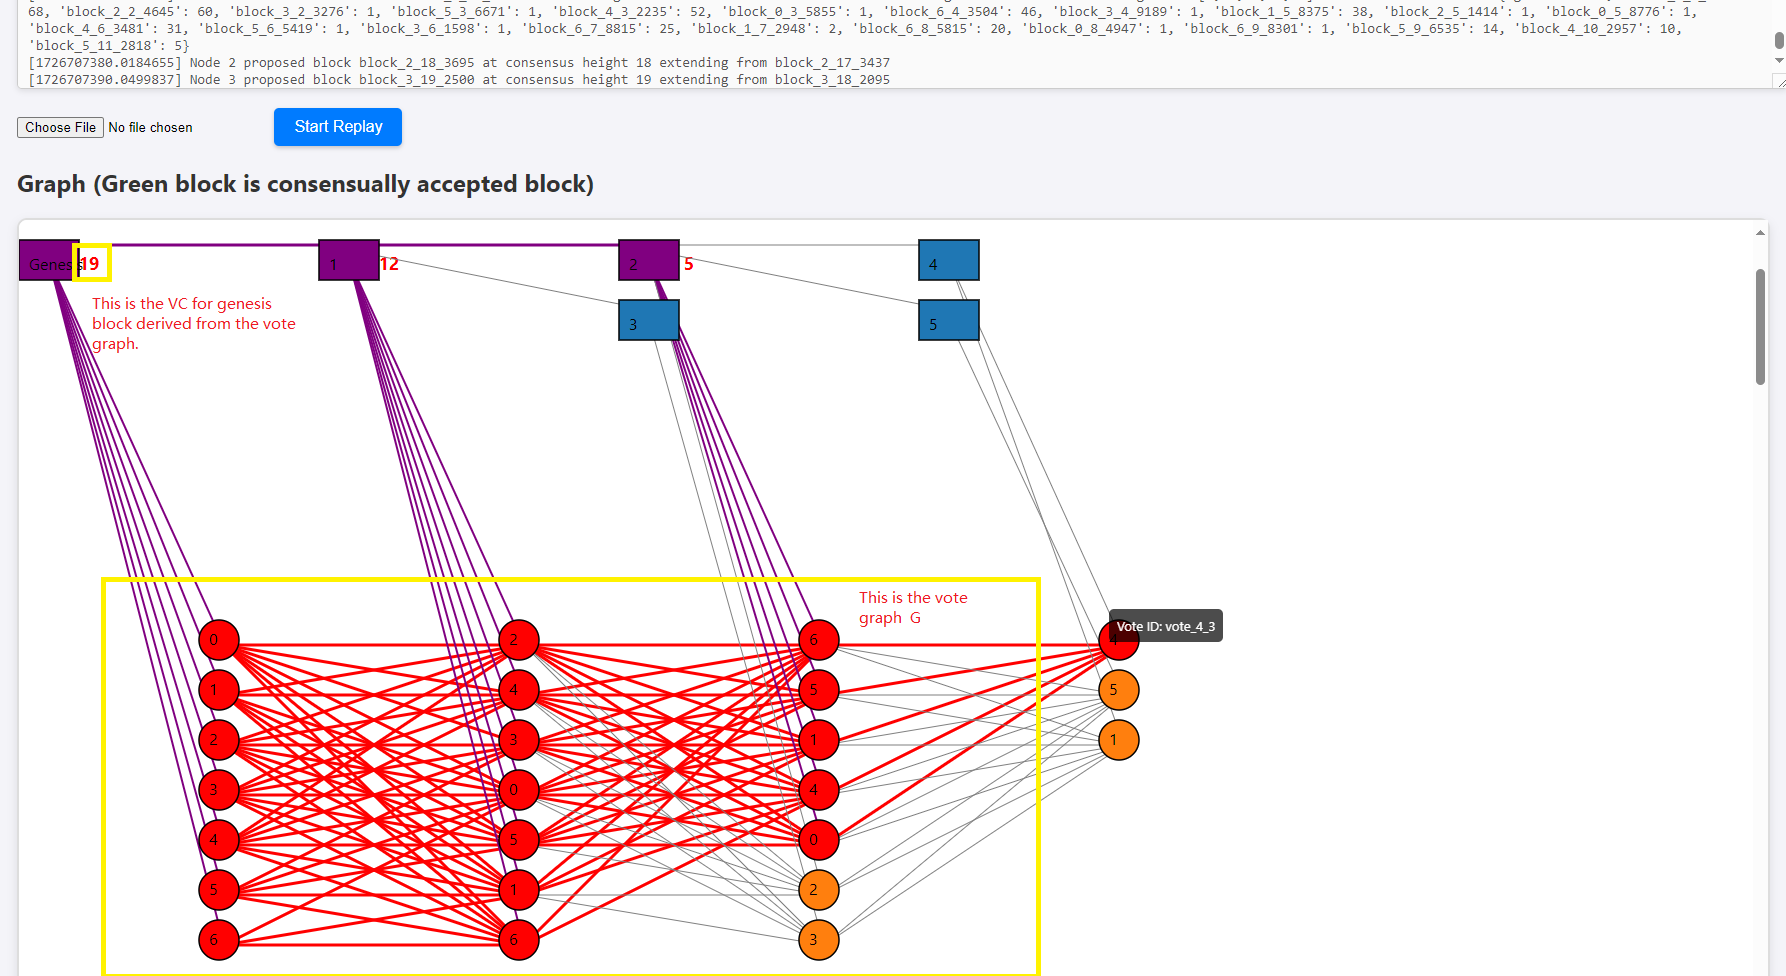 68, 'block_2_2_4645': 60, 'block_3_2_3276': 1, 'block_5_3_6671': 1, 'block_4_3_2235': 52, 'block_0_3_5855': 1, 'block_6_4_3504': 46, 'block_3_4_9189': 1, 'block_1_5_8375': 38, 'block_2_5_1414': 1, 'block_0_5_8776': 1,
'block_4_6_3481': 31, 'block_5_6_5419': 1, 'block_3_6_1598': 1, 'block_6_7_8815': 25, 'block_1_7_2948': 2, 'block_6_8_5815': 20, 'block_0_8_4947': 1, 'block_6_9_8301': 1, 'block_5_9_6535': 14, 'block_4_10_2957': 10,
'block_5_11_2818': 5}
[1726707380.0184655] Node 2 proposed block block_2_18_3695 at consensus height 18 extending from block_2_17_3437
[1726707390.0499837] Node 3 proposed block block_3_19_2500 at consensus height 19 extending from block_3_18_2095
Choose File No file chosen Start Replay
Graph (Green block is consensually accepted block)
Genesis 19 1 12 2 5 4
This is the VC for genesis
block derived from the vote
graph.
3 5
This is the vote
graph G
Vote ID: vote_4_3
0 2 6 4
1 4 5 5
2 3 1 1
3 0 4
4 5 0
5 1 2
6 6 3